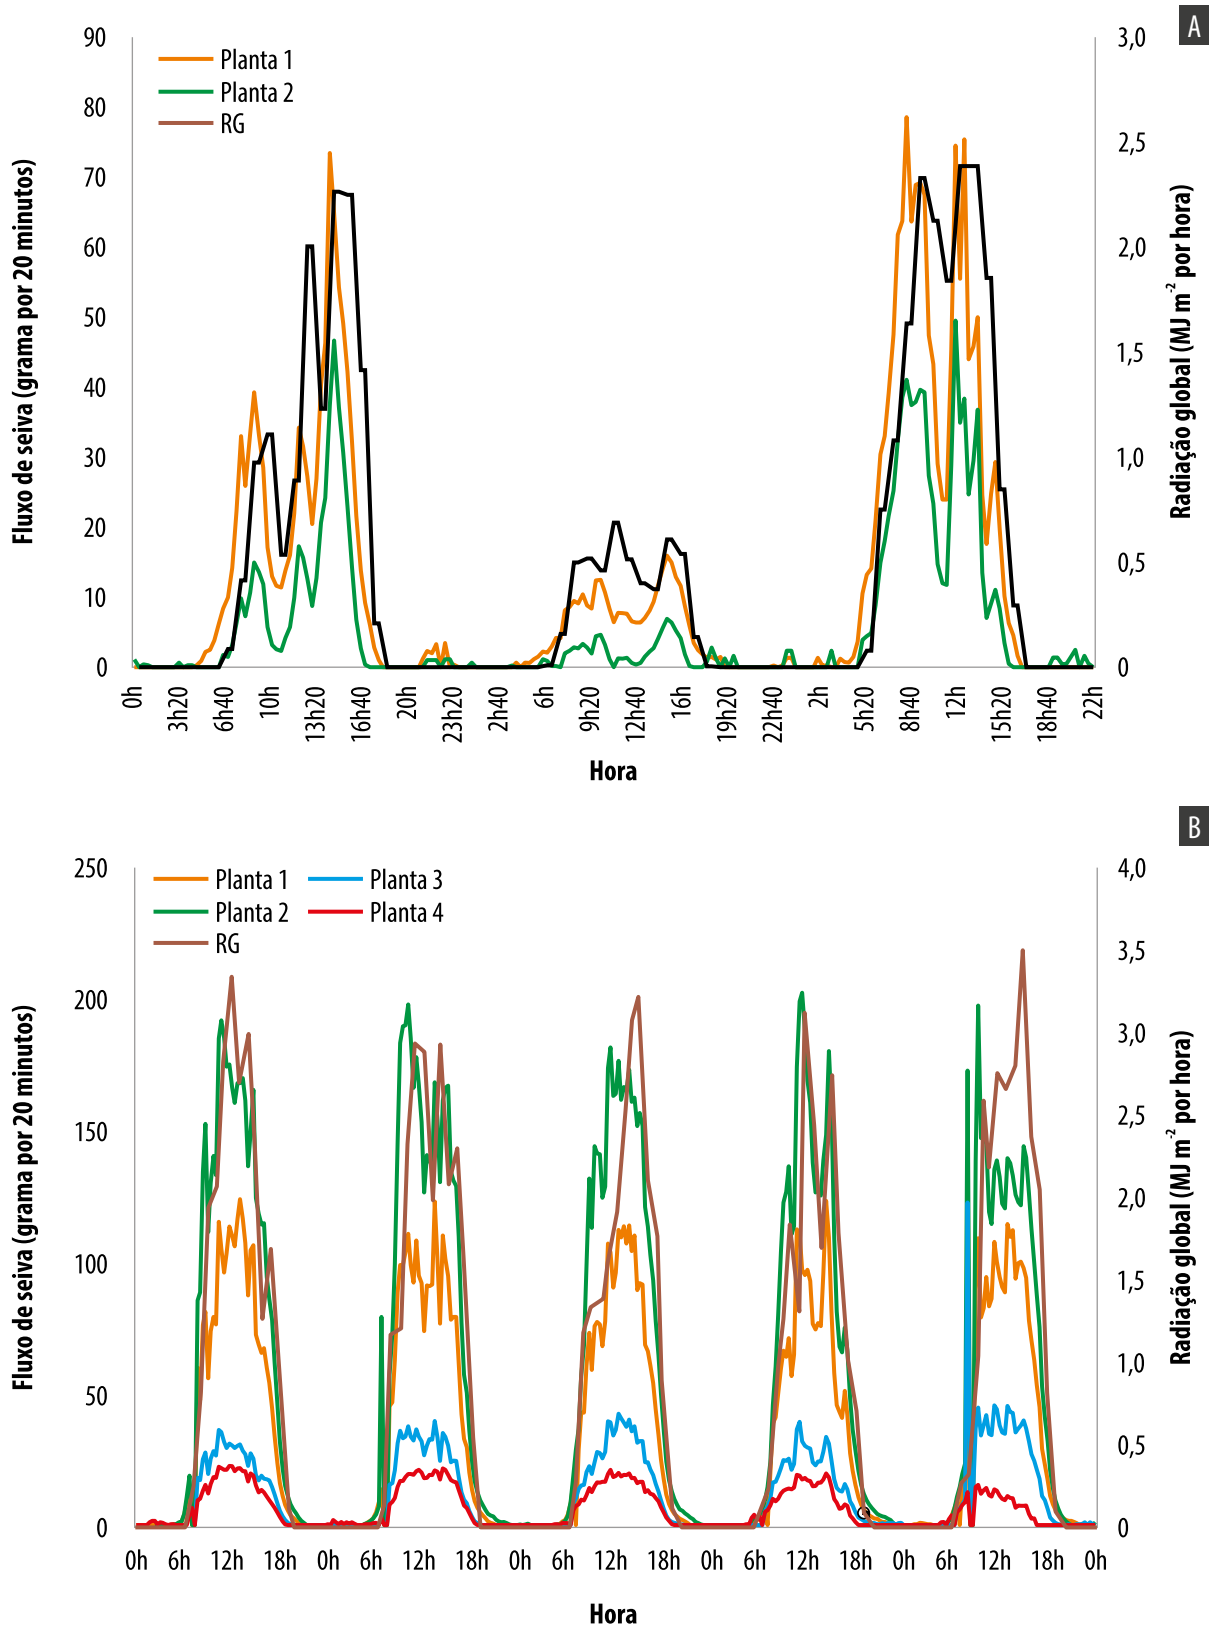 A
90
80
70
60
50
40
30
20
10
0
3,0
2,5
2,0
1,5
1,0
0,5
0
Planta 1
Planta 2
RG
Fluxo de seiva (grama por 20 minutos)
Radiação global (MJ m-2 por hora)
0h 3h20 6h40 10h 13h20 16h40 20h 23h20 2h40 6h 9h20 12h40 16h 19h20 22h40 2h 5h20 8h40 12h 15h20 18h40 22h
Hora
B
250
200
150
100
50
0
4,0
3,5
3,0
2,5
2,0
1,5
1,0
0,5
0
Planta 1 Planta 3
Planta 2 Planta 4
RG
Fluxo de seiva (grama por 20 minutos)
Radiação global (MJ m-2 por hora)
0h 6h 12h 18h 0h 6h 12h 18h 0h 6h 12h 18h 0h 6h 12h 18h 0h 6h 12h 18h 0h
Hora